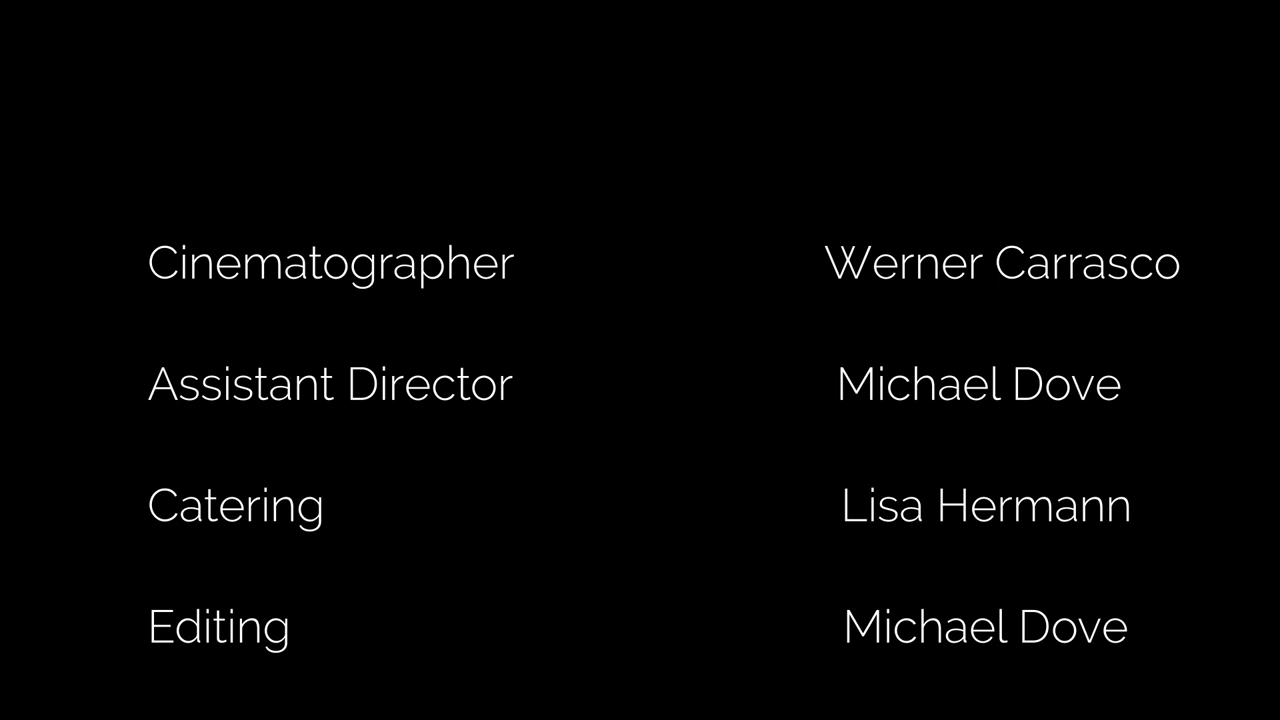 Cinematographer Werner Carrasco
Assistant Director Michael Dove
Catering Lisa Hermann
Editing Michael Dove